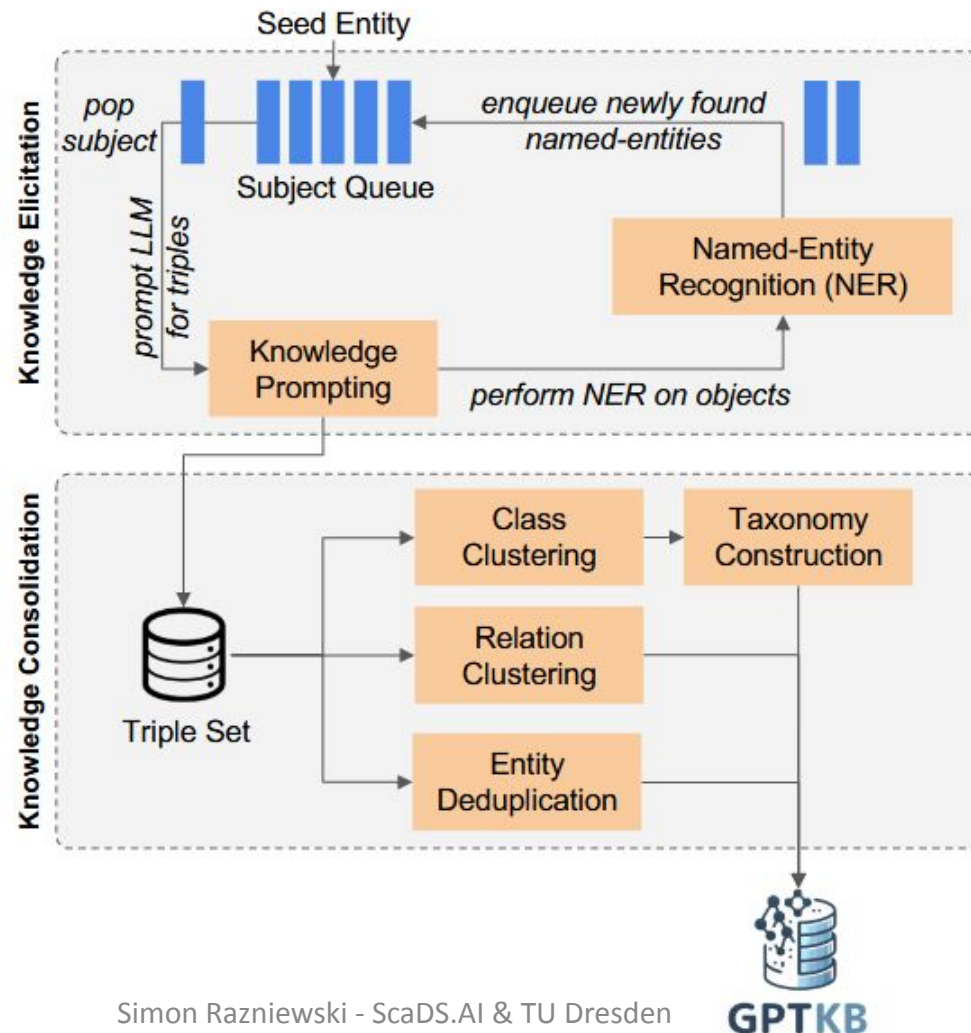 Seed Entity
Knowledge Elicitation
pop
subject
enqueue newly found
named-entities
Subject Queue
prompt LLM
for triples
Named-Entity
Recognition (NER)
Knowledge
Prompting
perform NER on objects
Knowledge Consolidation
Class
Clustering
Taxonomy
Construction
Relation
Clustering
Triple Set
Entity
Deduplication
Simon Razniewski - ScaDS.AI & TU Dresden
GPTKB